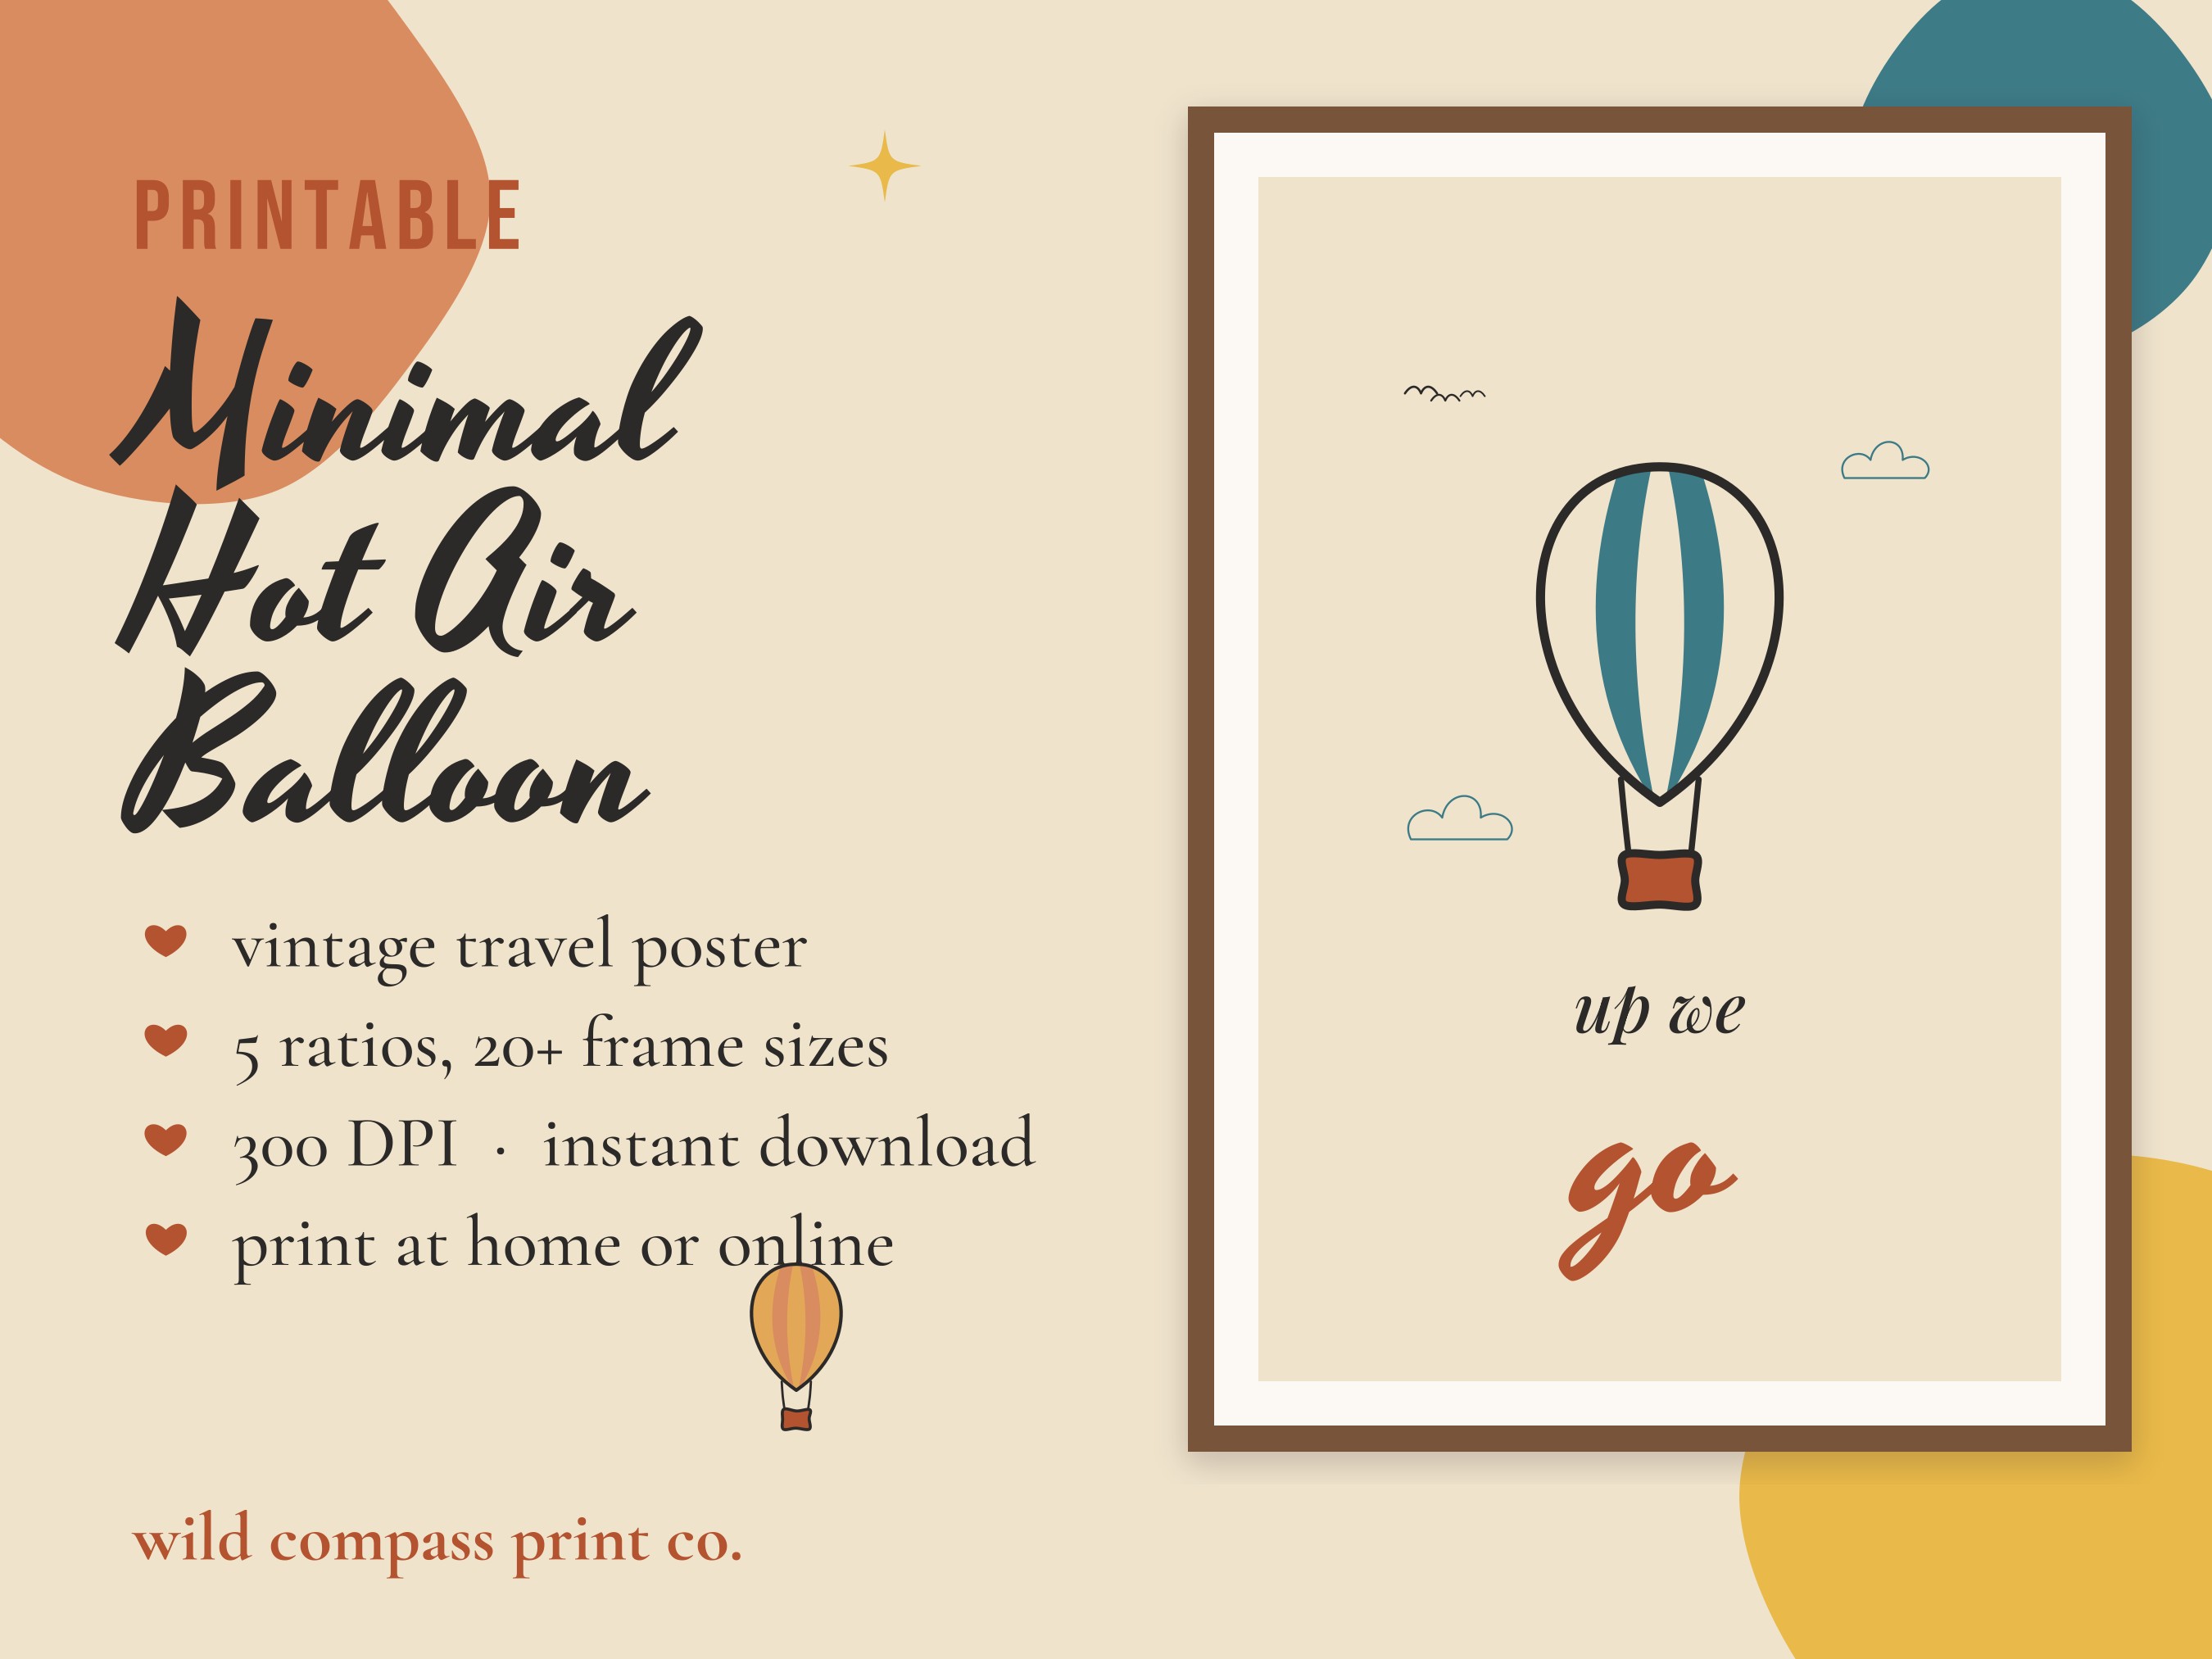 PRINTABLE
Minimal
Hot Air
Balloon
vintage travel poster
5 ratios, 20+ frame sizes
300 DPI · instant download
print at home or online
wild compass print co.
up we
go